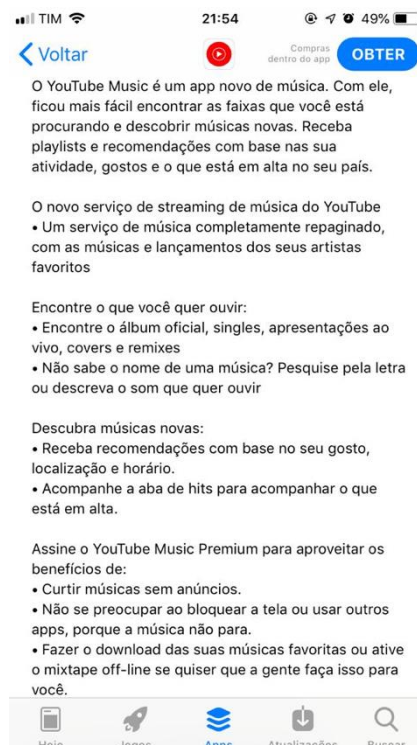 TIM 21:54 49%
Voltar Compras dentro do app OBTER
O YouTube Music é um app novo de música. Com ele,
ficou mais fácil encontrar as faixas que você está
procurando e descobrir músicas novas. Receba
playlists e recomendações com base nas sua
atividade, gostos e o que está em alta no seu país.
O novo serviço de streaming de música do YouTube
• Um serviço de música completamente repaginado,
com as músicas e lançamentos dos seus artistas
favoritos
Encontre o que você quer ouvir:
• Encontre o álbum oficial, singles, apresentações ao
vivo, covers e remixes
• Não sabe o nome de uma música? Pesquise pela letra
ou descreva o som que quer ouvir
Descubra músicas novas:
• Receba recomendações com base no seu gosto,
localização e horário.
• Acompanhe a aba de hits para acompanhar o que
está em alta.
Assine o YouTube Music Premium para aproveitar os
benefícios de:
• Curtir músicas sem anúncios.
• Não se preocupar ao bloquear a tela ou usar outros
apps, porque a música não para.
• Fazer o download das suas músicas favoritas ou ative
o mixtape off-line se quiser que a gente faça isso para
você.
Hoje Jogos Apps Atualizações Buscar